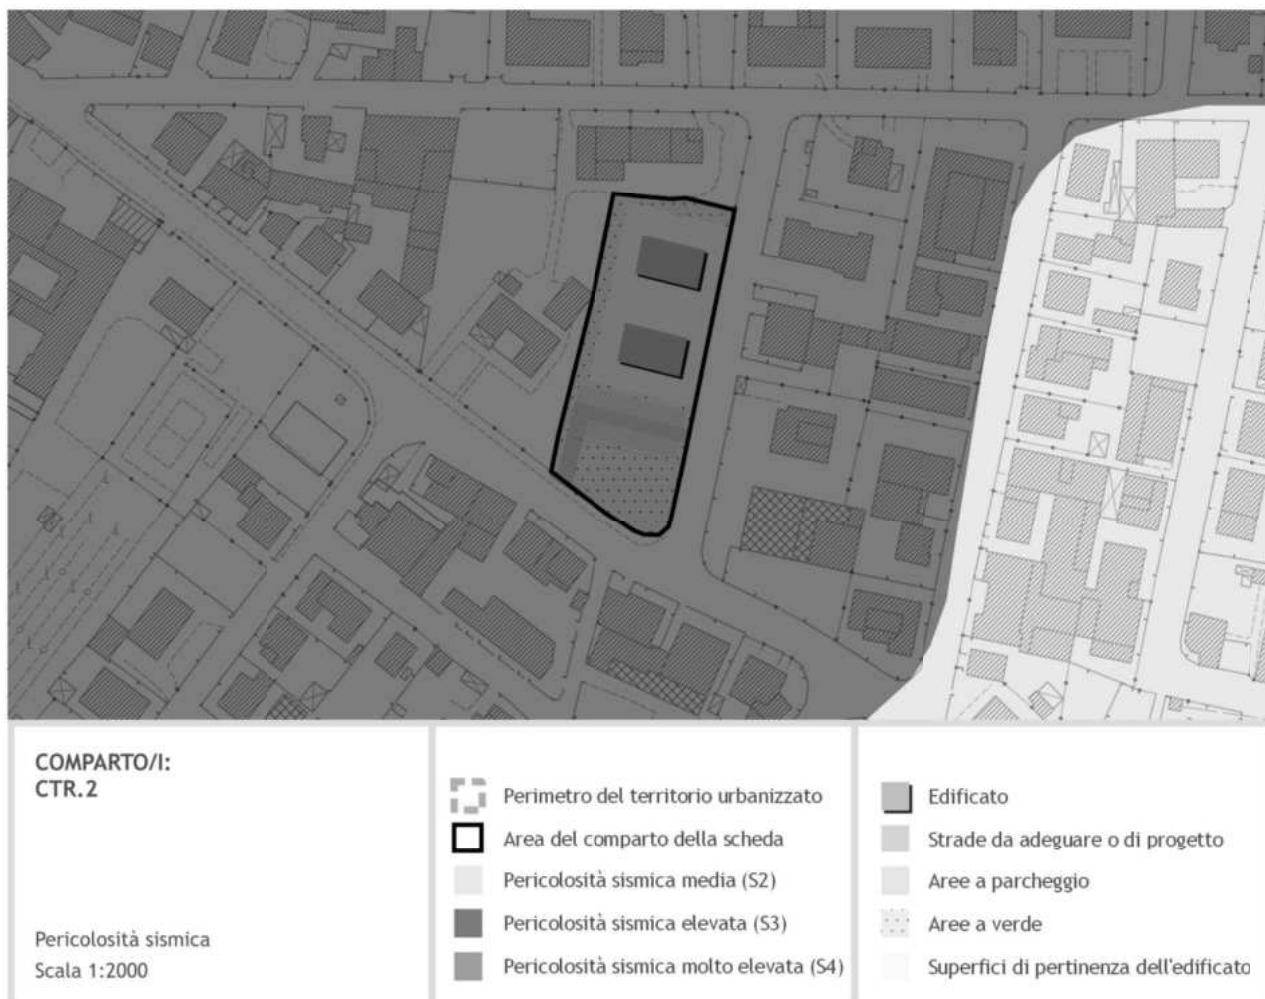 COMPARTO/I:
CTR.2
Pericolosità sismica
Scala 1:2000
Perimetro del territorio urbanizzato
Area del comparto della scheda
Pericolosità sismica media (S2)
Pericolosità sismica elevata (S3)
Pericolosità sismica molto elevata (S4)
Edificato
Strade da adeguare o di progetto
Aree a parcheggio
Aree a verde
Superfici di pertinenza dell'edificato